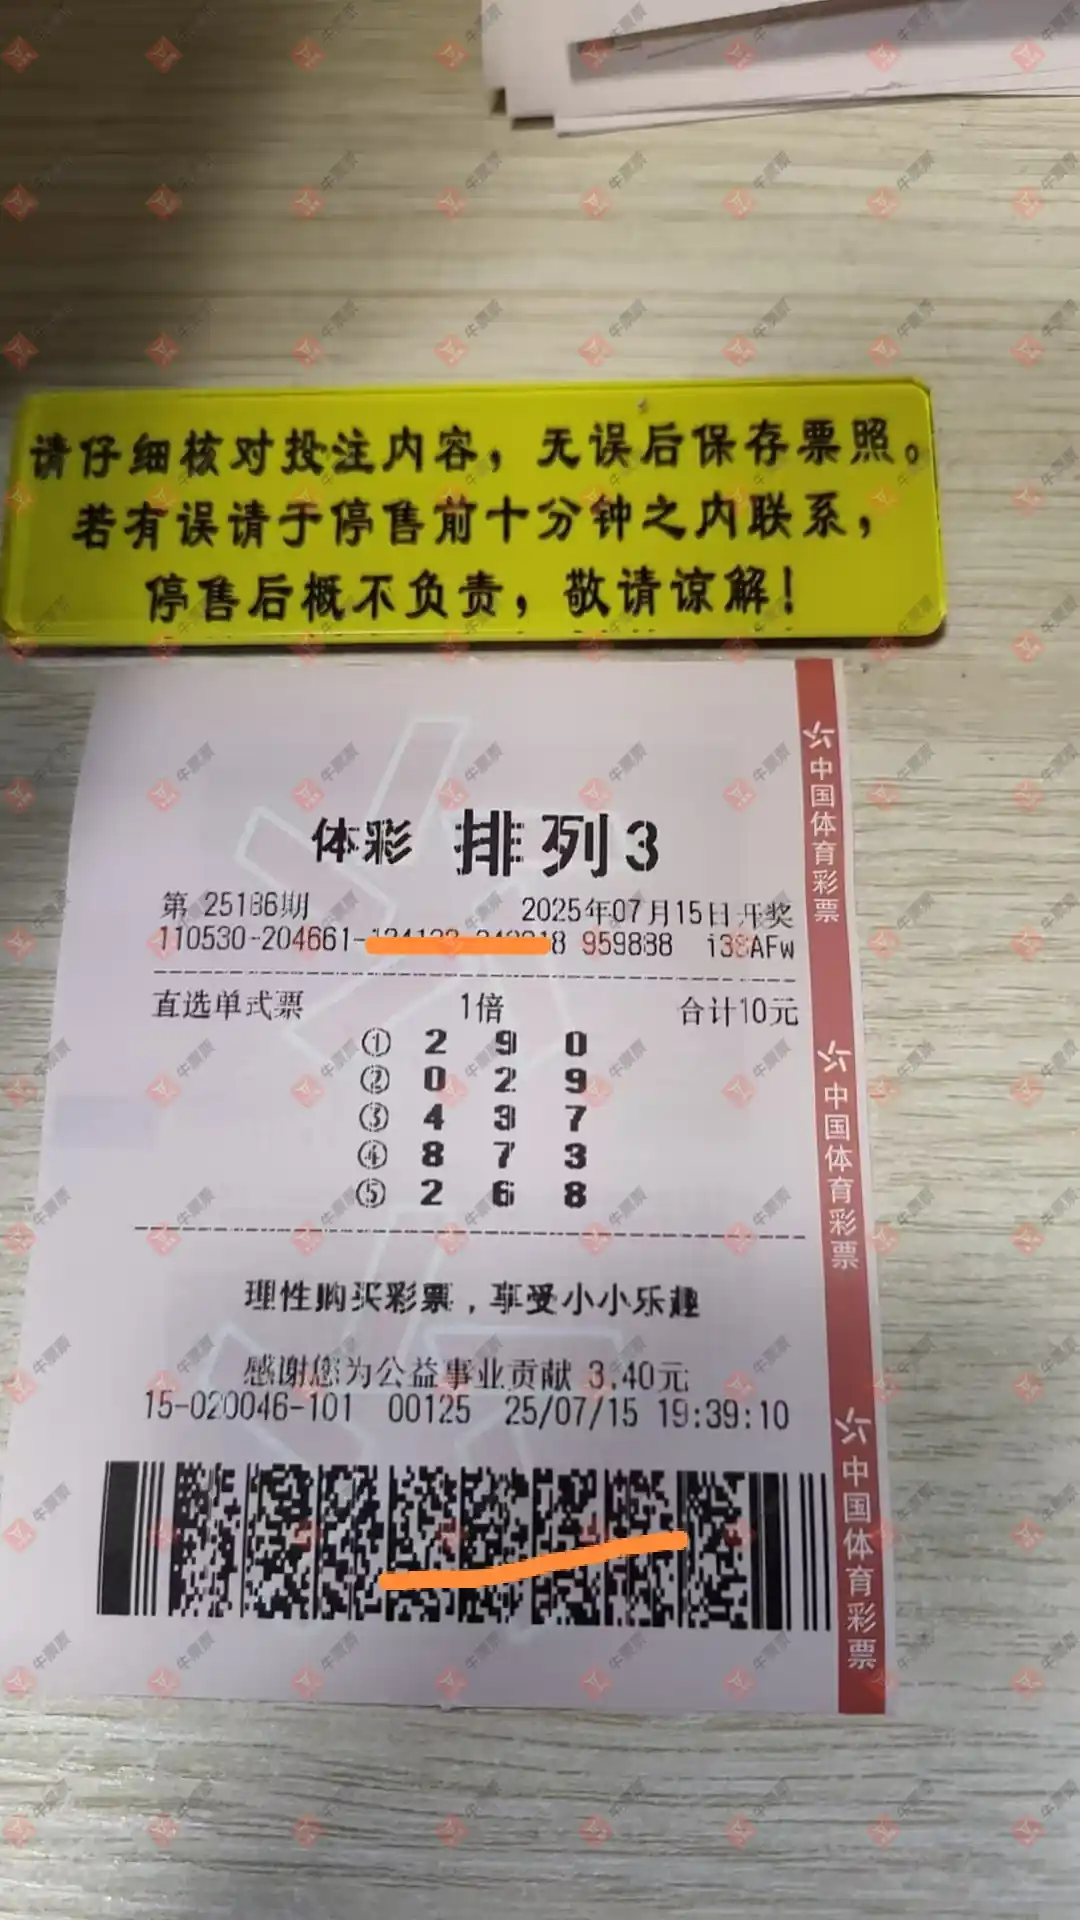 请仔细核对投注内容，无误后保存票照。
若有误请于停售前十分钟之内联系，
停售后概不负责，敬请谅解！
体彩 排列3
第 25186期 2025年07月15日开奖
110530-204661- 8 959888 i38AFw
直选单式票 1倍 合计10元
① 2 9 0
② 0 2 9
③ 4 3 7
④ 8 7 3
⑤ 2 6 8
理性购买彩票，享受小小乐趣
感谢您为公益事业贡献 3.40元
15-020046-101 00125 25/07/15 19:39:10
中国体育彩票
中国体育彩票
中国体育彩票
牛票票